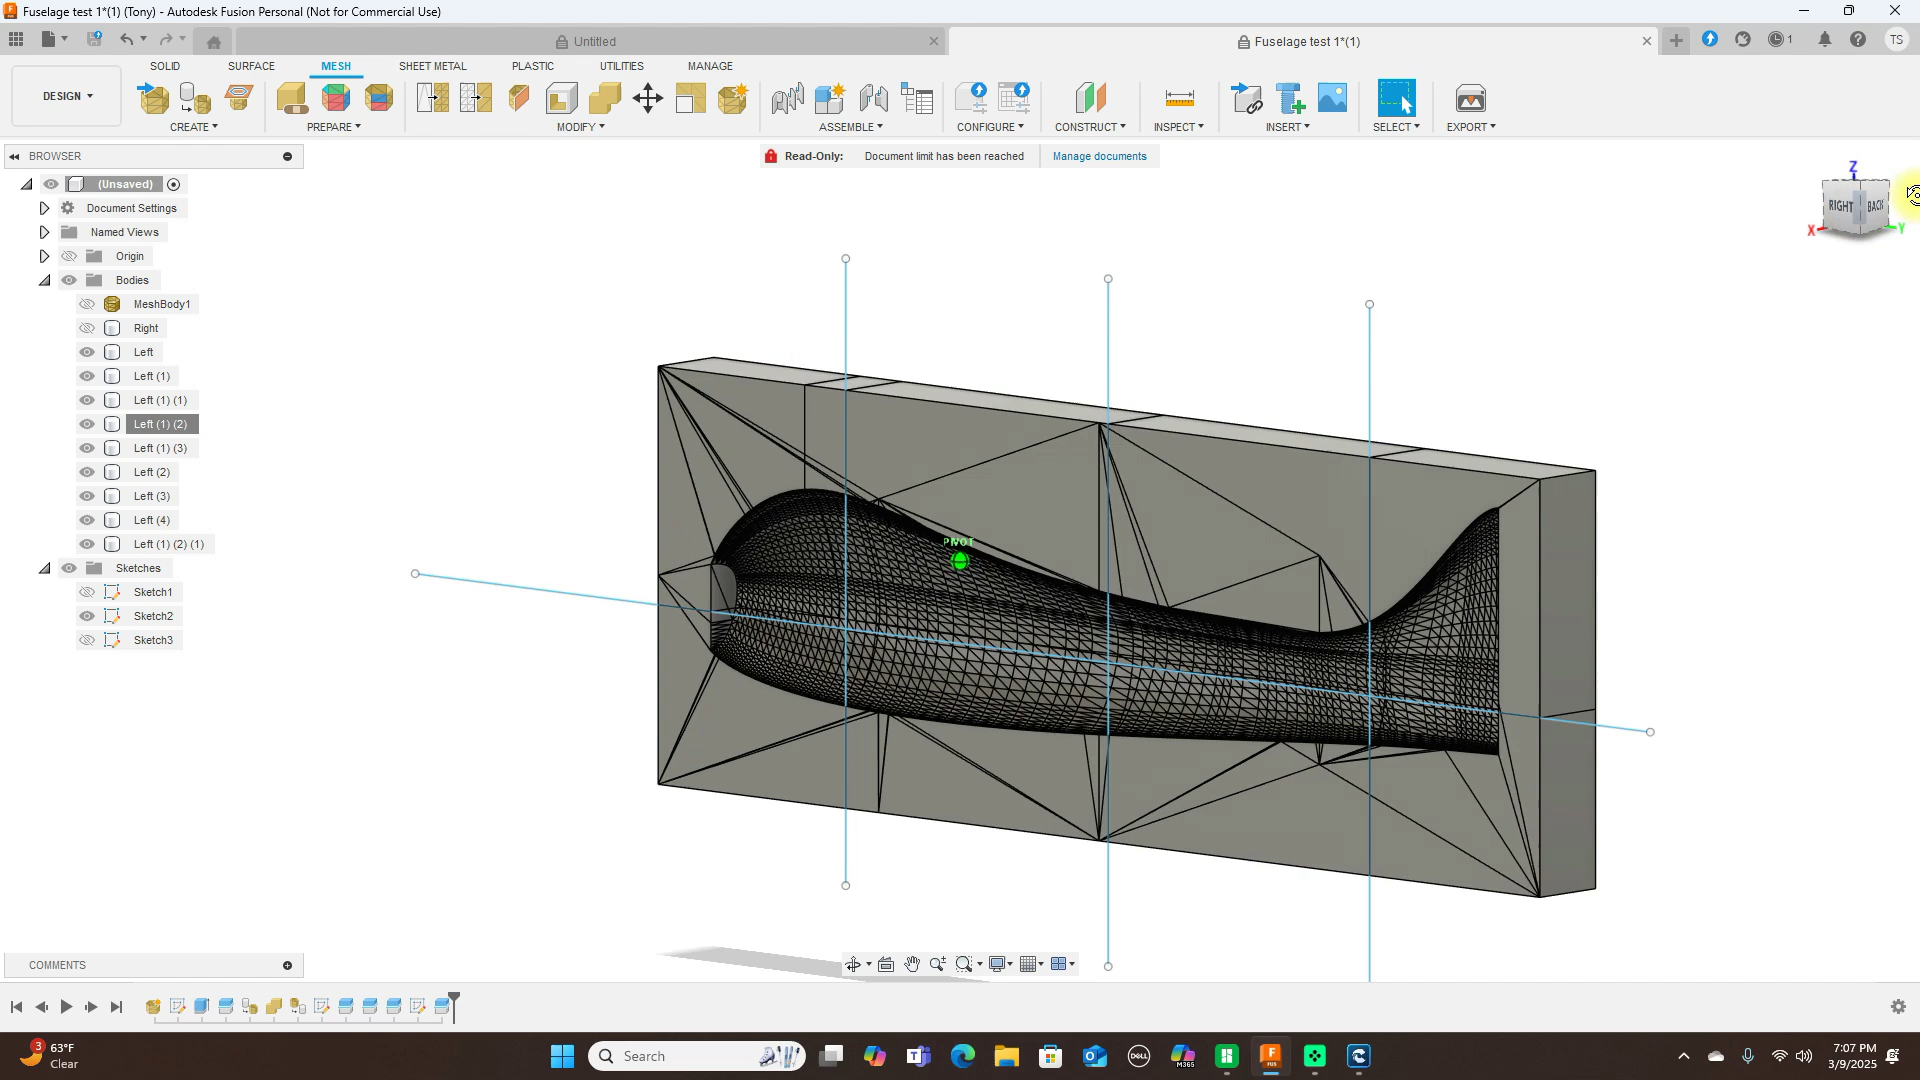 Fuselage test 1*(1) (Tony) - Autodesk Fusion Personal (Not for Commercial Use)
Untitled
Fuselage test 1*(1)
1
TS
DESIGN
SOLID
SURFACE
MESH
SHEET METAL
PLASTIC
UTILITIES
MANAGE
CREATE
PREPARE
MODIFY
ASSEMBLE
CONFIGURE
CONSTRUCT
INSPECT
INSERT
SELECT
EXPORT
BROWSER
Read-Only: Document limit has been reached Manage documents
(Unsaved)
Document Settings
Named Views
Origin
Bodies
MeshBody1
Right
Left
Left (1)
Left (1) (1)
Left (1) (2)
Left (1) (3)
Left (2)
Left (3)
Left (4)
Left (1) (2) (1)
Sketches
Sketch1
Sketch2
Sketch3
Z
RIGHT
BACK
X
Y
PIVOT
COMMENTS
3
63°F
Clear
Search
DELL
M365
FUS
7:07 PM
3/9/2025